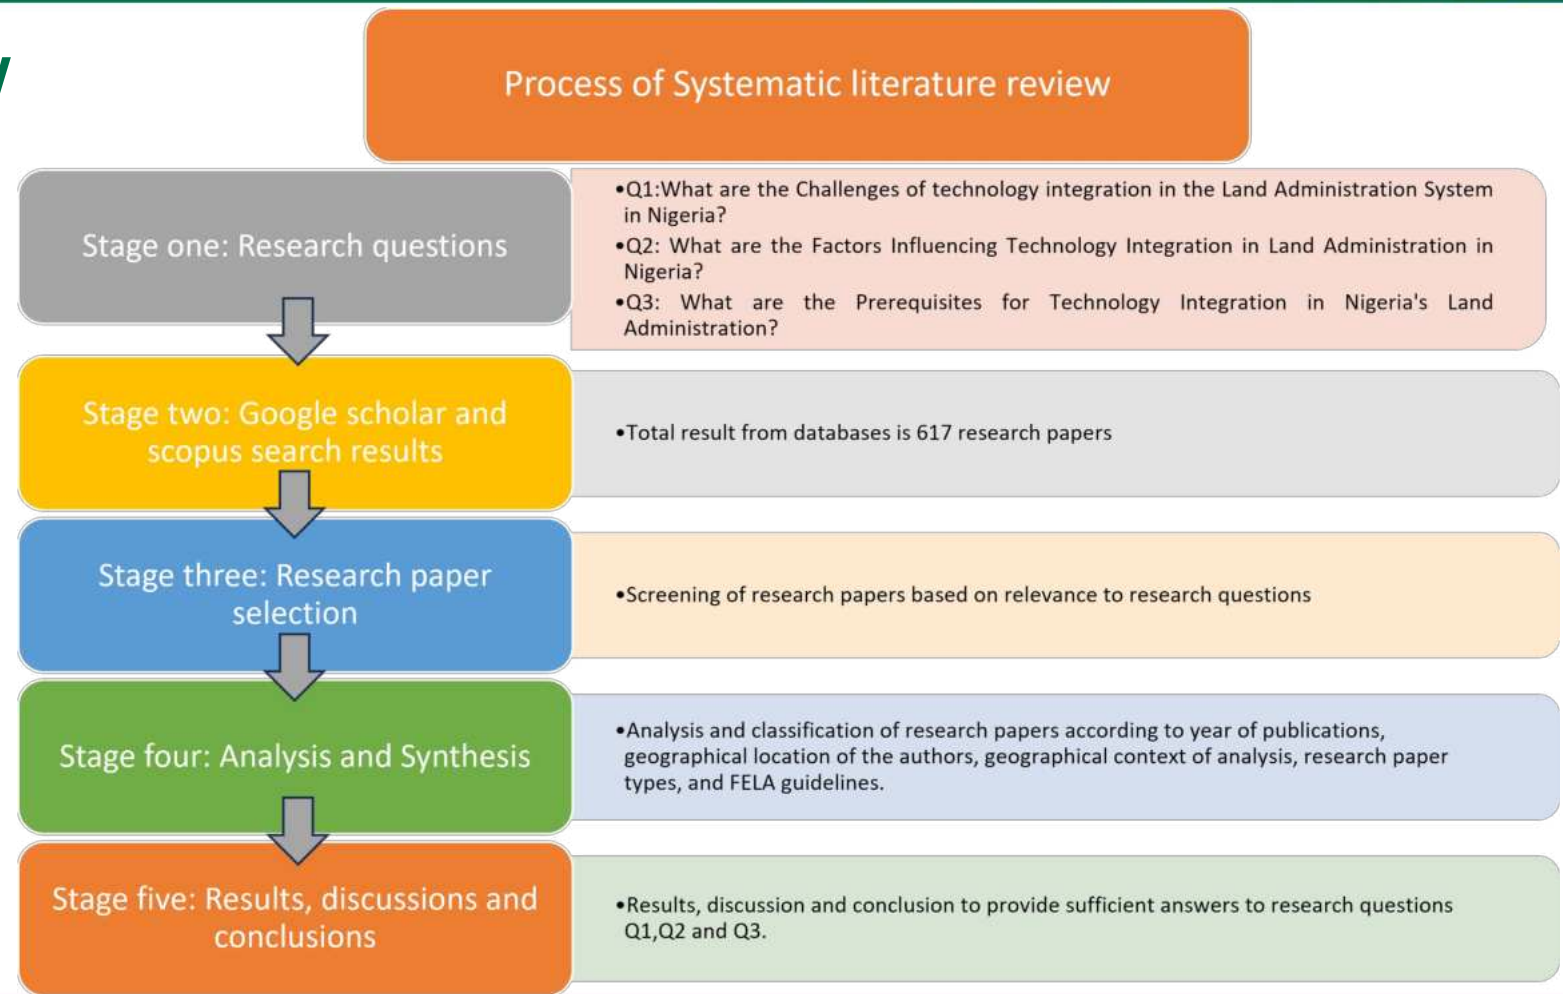 Process of Systematic literature review
Stage one: Research questions
•Q1:What are the Challenges of technology integration in the Land Administration System
in Nigeria?
•Q2: What are the Factors Influencing Technology Integration in Land Administration in
Nigeria?
•Q3: What are the Prerequisites for Technology Integration in Nigeria's Land
Administration?
Stage two: Google scholar and
scopus search results
•Total result from databases is 617 research papers
Stage three: Research paper
selection
•Screening of research papers based on relevance to research questions
Stage four: Analysis and Synthesis
•Analysis and classification of research papers according to year of publications,
geographical location of the authors, geographical context of analysis, research paper
types, and FELA guidelines.
Stage five: Results, discussions and
conclusions
•Results, discussion and conclusion to provide sufficient answers to research questions
Q1,Q2 and Q3.